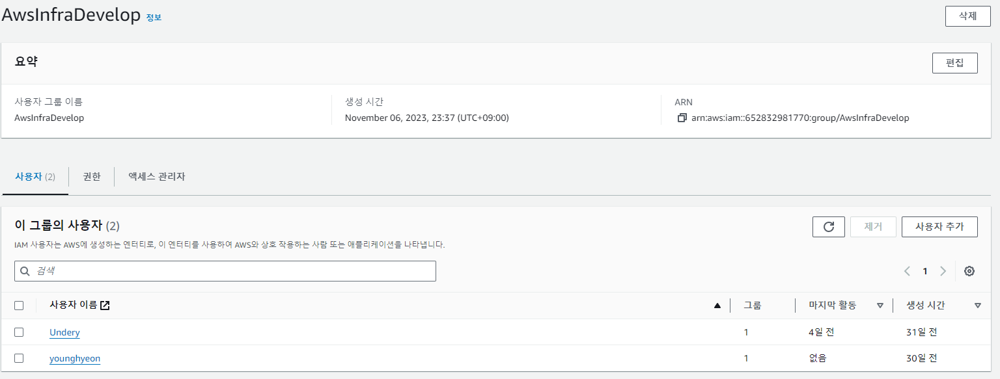 AwsInfraDevelop 정보
삭제
요약
편집
사용자 그룹 이름
AwsInfraDevelop
생성 시간
November 06, 2023, 23:37 (UTC+09:00)
ARN
arn:aws:iam::652832981770:group/AwsInfraDevelop
사용자 (2)
권한
액세스 관리자
이 그룹의 사용자 (2)
제거
사용자 추가
IAM 사용자는 AWS에 생성하는 엔터티로, 이 엔터티를 사용하여 AWS와 상호 작용하는 사람 또는 애플리케이션을 나타냅니다.
검색
1
사용자 이름 그룹 마지막 활동 생성 시간
Undery 1 4일 전 31일 전
younghyeon 1 없음 30일 전